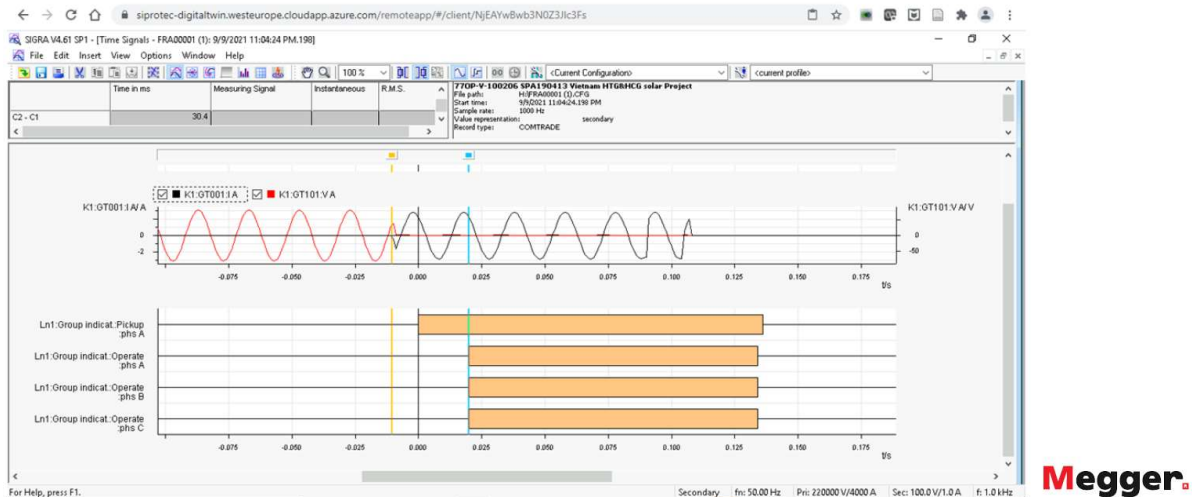 siprotec-digitaltwin.westeurope.cloudapp.azure.com/remoteapp/#/client/NjEAYwBwb3N0Z3JIc3Fs
SIGRA V4.61 SP1 - [Time Signals - FRA00001 (1): 9/9/2021 11:04:24 PM.198]
File Edit Insert View Options Window Help
100 % <Current Configuration> <current profile>
Time in ms Measuring Signal Instantaneous R.M.S.
C2 - C1 30.4
77OP-V-100206 SPA190413 Vietnam HTG&HCG solar Project
File path: H:\FRA00001 (1).CFG
Start time: 9/9/2021 11:04:24.198 PM
Sample rate: 1000 Hz
Value representation: secondary
Record type: COMTRADE
K1:GT001:I A K1:GT101:V A
K1:GT001:I A/A K1:GT101:V A/V
0 0
-2 -50
-0.075 -0.050 -0.025 0.000 0.025 0.050 0.075 0.100 0.125 0.150 0.175
t/s
Ln1:Group indicat.:Pickup
:phs A
Ln1:Group indicat.:Operate
:phs A
Ln1:Group indicat.:Operate
:phs B
Ln1:Group indicat.:Operate
:phs C
-0.075 -0.050 -0.025 0.000 0.025 0.050 0.075 0.100 0.125 0.150 0.175
t/s
For Help, press F1. Secondary fn: 50.00 Hz Pri: 220000 V/4000 A Sec: 100.0 V/1.0 A f: 1.0 kHz
Megger.